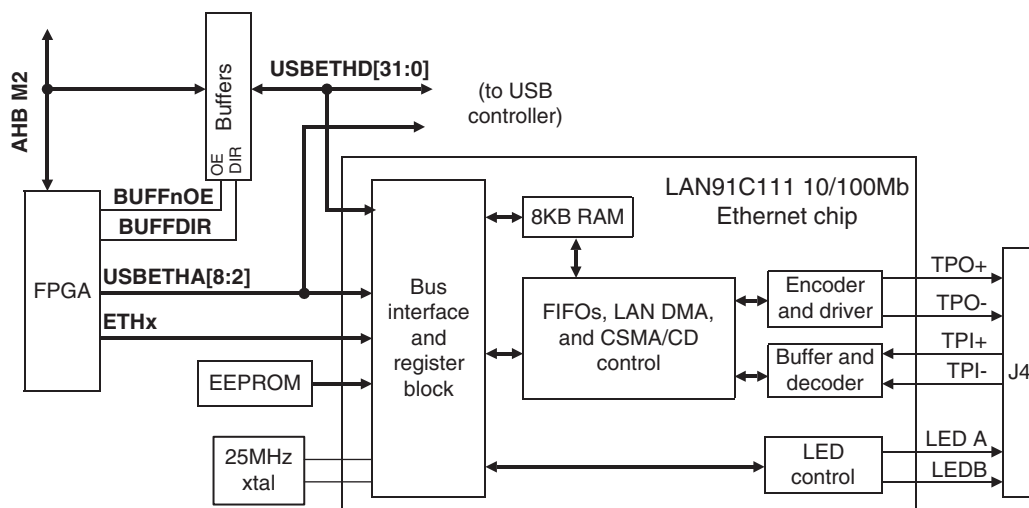 AHB M2
Buffers
OE
DIR
USBETHD[31:0]
(to USB
controller)
BUFFnOE
BUFFDIR
FPGA
USBETHA[8:2]
ETHx
EEPROM
25MHz
xtal
LAN91C111 10/100Mb
Ethernet chip
Bus
interface
and
register
block
8KB RAM
FIFOs, LAN DMA,
and CSMA/CD
control
Encoder
and driver
Buffer and
decoder
LED
control
TPO+
TPO-
TPI+
TPI-
LED A
LEDB
J4